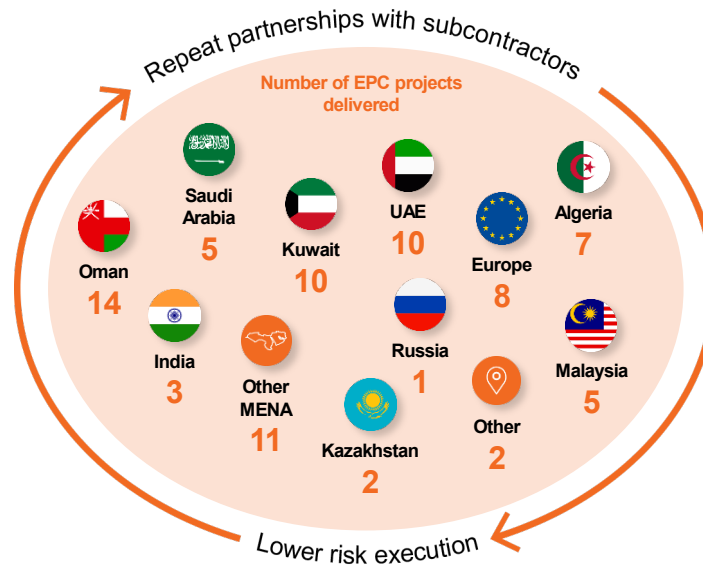 Repeat partnerships with subcontractors
Number of EPC projects
delivered
Saudi
Arabia
5
UAE
10
Algeria
7
Kuwait
10
Europe
8
Oman
14
India
3
Other
MENA
11
Russia
1
Malaysia
5
Kazakhstan
2
Other
2
Lower risk execution